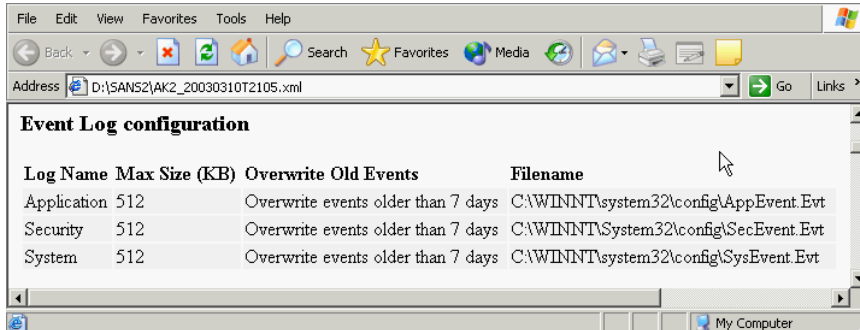 File Edit View Favorites Tools Help
Back Search Favorites Media
Address D:\SANS2\AK2_20030310T2105.xml Go Links
Event Log configuration
Log Name Max Size (KB) Overwrite Old Events Filename
Application 512 Overwrite events older than 7 days C:\WINNT\system32\config\AppEvent.Evt
Security 512 Overwrite events older than 7 days C:\WINNT\System32\config\SecEvent.Evt
System 512 Overwrite events older than 7 days C:\WINNT\system32\config\SysEvent.Evt
My Computer